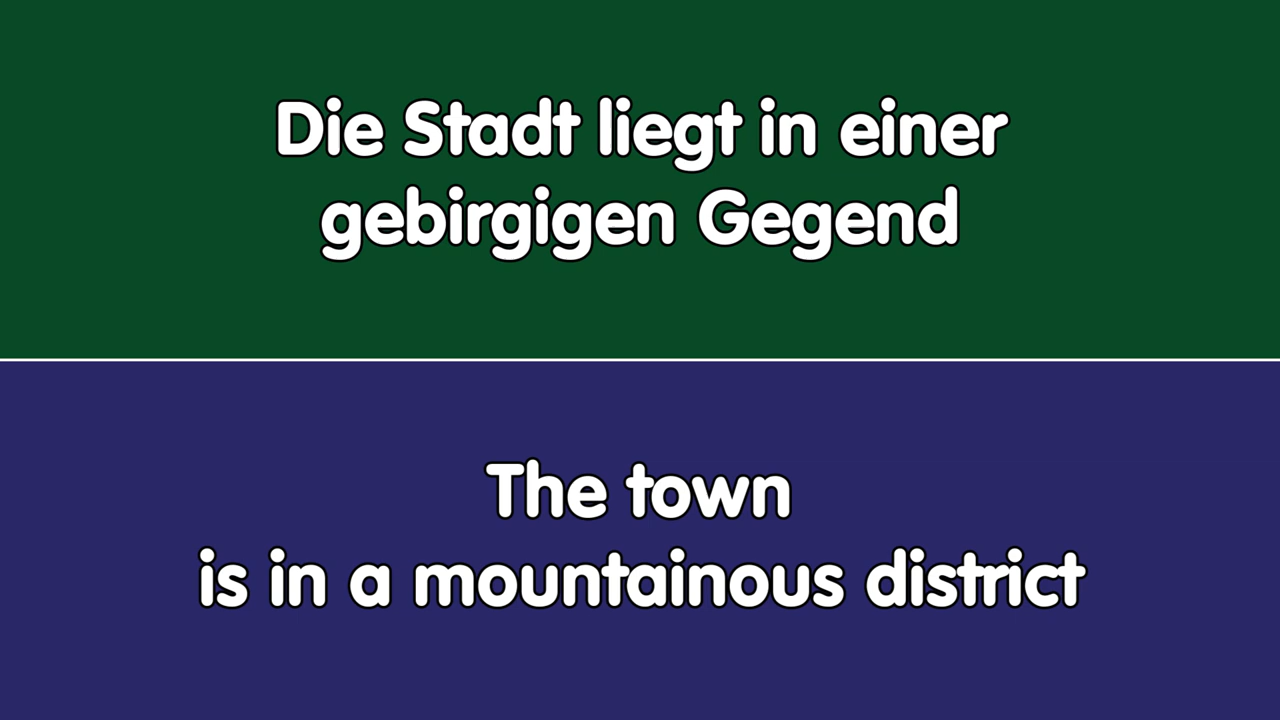 Die Stadt liegt in einer
gebirgigen Gegend
The town
is in a mountainous district